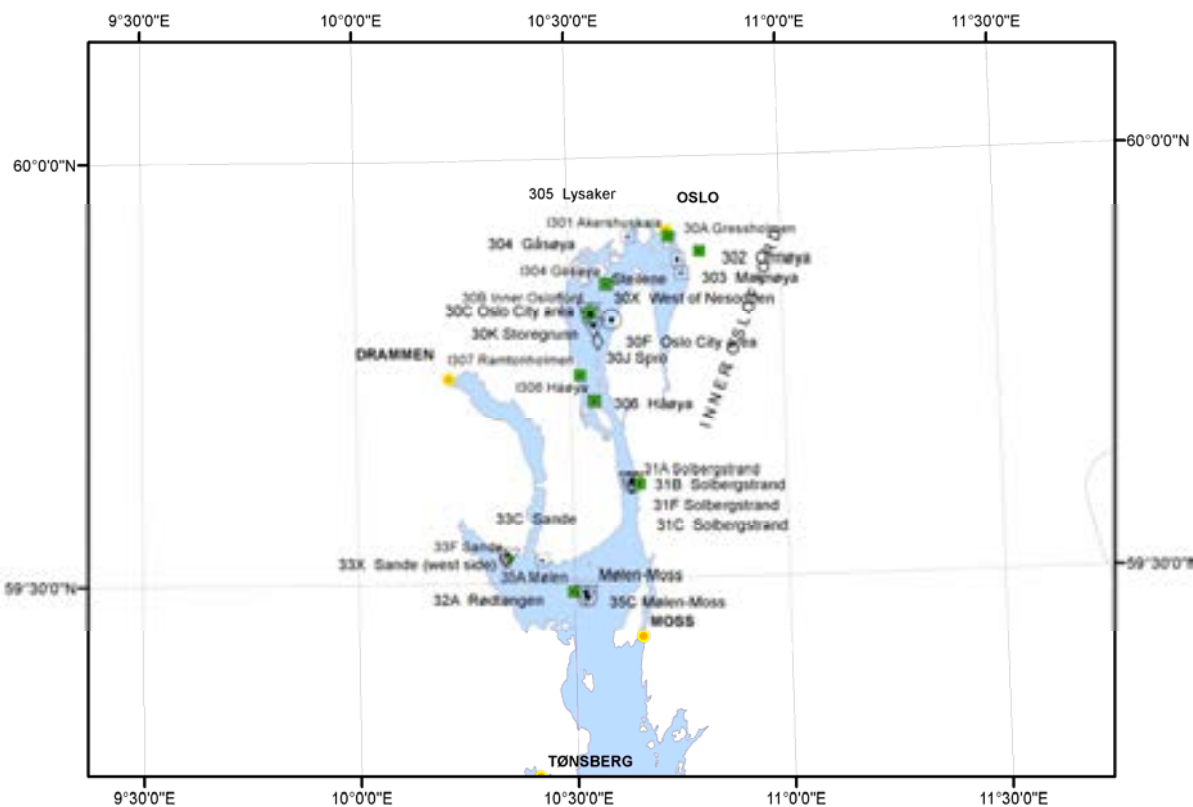 9°30'0"E
10°0'0"E
10°30'0"E
11°0'0"E
11°30'0"E
60°0'0"N
60°0'0"N
305 Lysaker
OSLO
I301 Akershuskaia
30A Gressholmen
304 Gåsøya
302 Ormøya
I304 Gåsøya
Steilene
303 Malmøya
30B Inner Oslofjord
30X West of Nesodden
30C Oslo City area
30K Storegrunn
30F Oslo City area
DRAMMEN
I307 Ramtonholmen
30J Spro
INNER OSLOFJORD
306 Håøya
31A Solbergstrand
31B Solbergstrand
31F Solbergstrand
33C Sande
31C Solbergstrand
33F Sande
33X Sande (west side)
35A Mølen
Mølen-Moss
59°30'0"N
59°30'0"N
32A Rødtangen
35C Mølen-Moss
MOSS
TØNSBERG
9°30'0"E
10°0'0"E
10°30'0"E
11°0'0"E
11°30'0"E